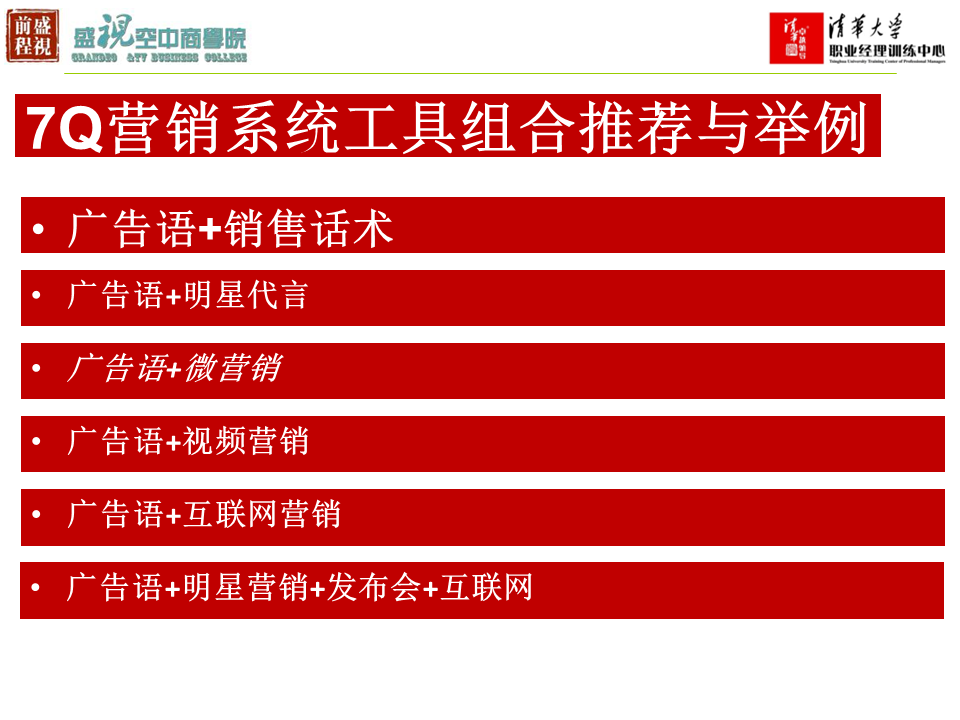 前盛
程視
盛視空中商學院
GRANDEO &TV BUSINESS COLLEGE
清华大学
职业经理训练中心
Tsinghua University Training Center of Professional Managers
7Q营销系统工具组合推荐与举例
• 广告语+销售话术
• 广告语+明星代言
• 广告语+微营销
• 广告语+视频营销
• 广告语+互联网营销
• 广告语+明星营销+发布会+互联网